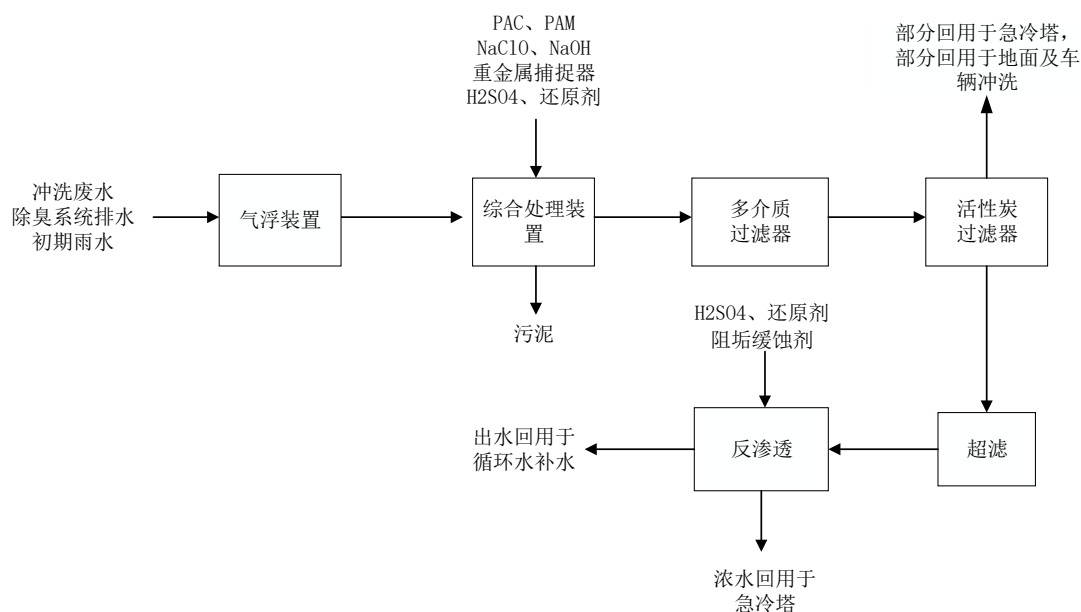 PAC、PAM
NaClO、NaOH
重金属捕捉器
H2SO4、还原剂
部分回用于急冷塔，
部分回用于地面及车
辆冲洗
冲洗废水
除臭系统排水
初期雨水
气浮装置
综合处理装
置
多介质
过滤器
活性炭
过滤器
污泥
H2SO4、还原剂
阻垢缓蚀剂
出水回用于
循环水补水
反渗透
超滤
浓水回用于
急冷塔